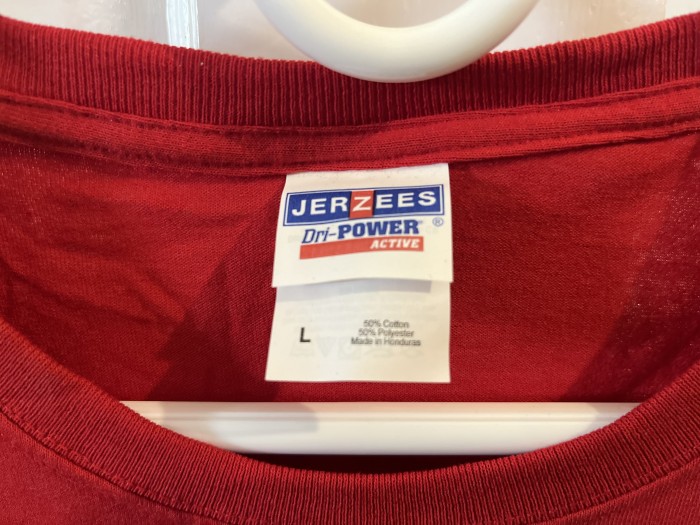 JERZEES
Dri-POWER®
ACTIVE
L
50% Cotton
50% Polyester
Made in Honduras